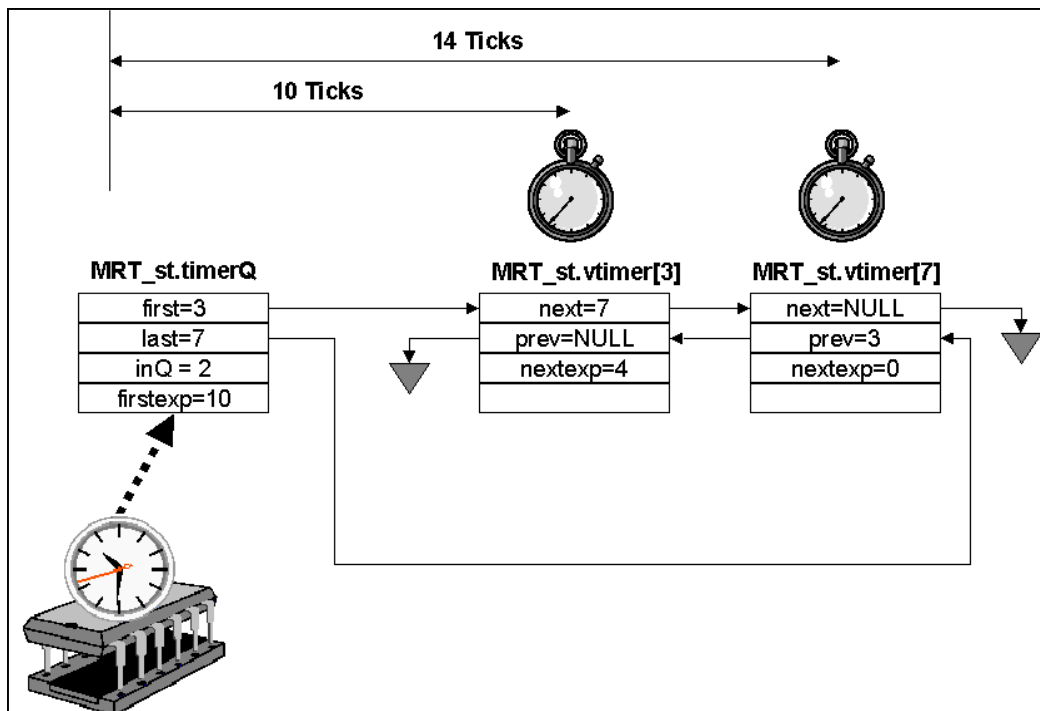 14 Ticks
10 Ticks
MRT_st.timerQ
first=3
last=7
inQ = 2
firstexp=10
MRT_st.vtimer[3]
next=7
prev=NULL
nextexp=4
MRT_st.vtimer[7]
next=NULL
prev=3
nextexp=0